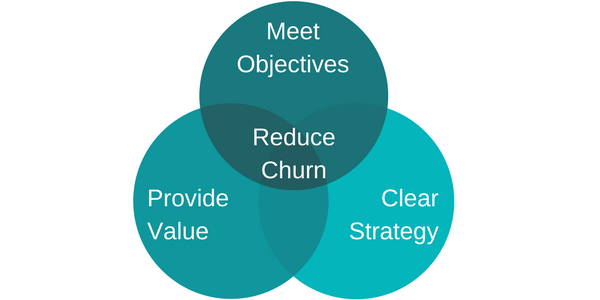 Meet
Objectives
Reduce
Churn
Provide
Value
Clear
Strategy